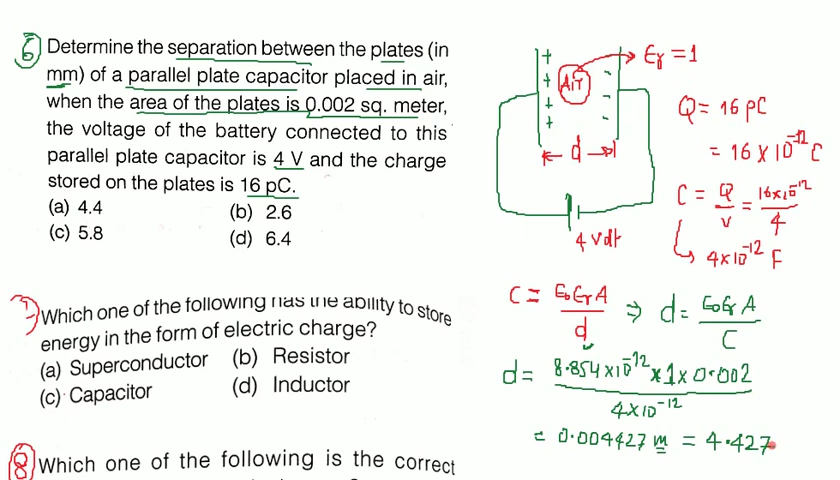 6) Determine the separation between the plates (in
mm) of a parallel plate capacitor placed in air,
when the area of the plates is 0.002 sq. meter,
the voltage of the battery connected to this
parallel plate capacitor is 4 V and the charge
stored on the plates is 16 pC.
(a) 4.4 (b) 2.6
(c) 5.8 (d) 6.4
7) Which one of the following has the ability to store
energy in the form of electric charge?
(a) Superconductor (b) Resistor
(c) Capacitor (d) Inductor
8 Which one of the following is the correct
+ + + +
- - - -
Air
εr = 1
d
4 Volt
Q = 16 pC
= 16 × 10⁻¹² C
C = Q/V = 16×10⁻¹²/4
4×10⁻¹² F
C = ε₀εrA/d ⇒ d = ε₀εrA/C
d = 8.854×10⁻¹² × 1 × 0.002 / 4×10⁻¹²
= 0.004427 m = 4.427